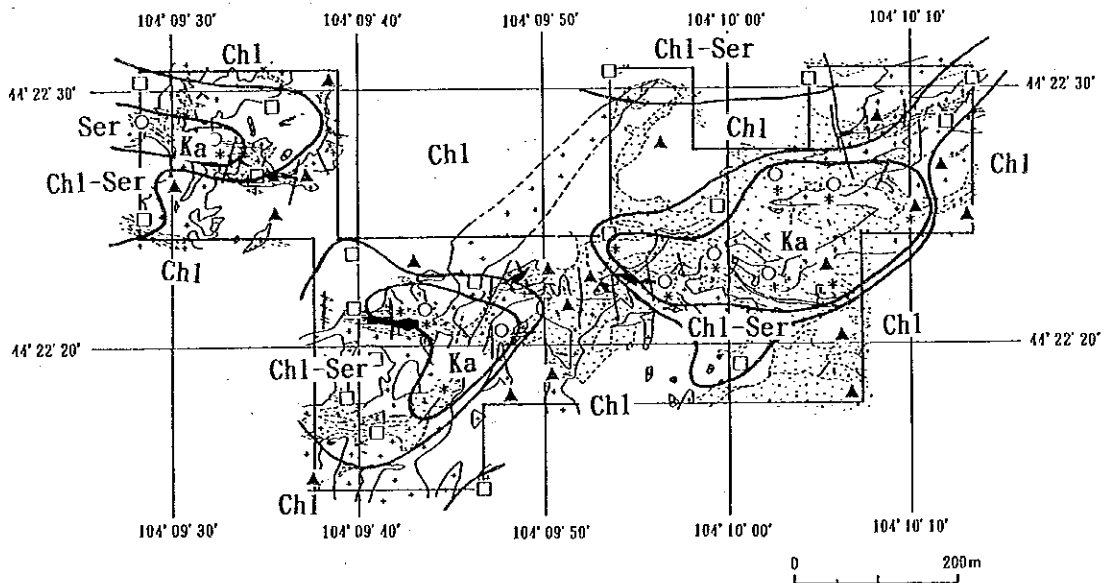 104° 09' 30"
104° 09' 40"
104° 09' 50"
104° 10' 00"
104° 10' 10"
Chl
Chl-Ser
44° 22' 30"
44° 22' 30"
Ser
Ka
Chl
Chl
Chl
Chl-Ser
Ka
Chl
Chl-Ser
Chl
44° 22' 20"
44° 22' 20"
Chl-Ser
Ka
Chl
Chl
104° 09' 30"
104° 09' 40"
104° 09' 50"
104° 10' 00"
104° 10' 10"
0
200m